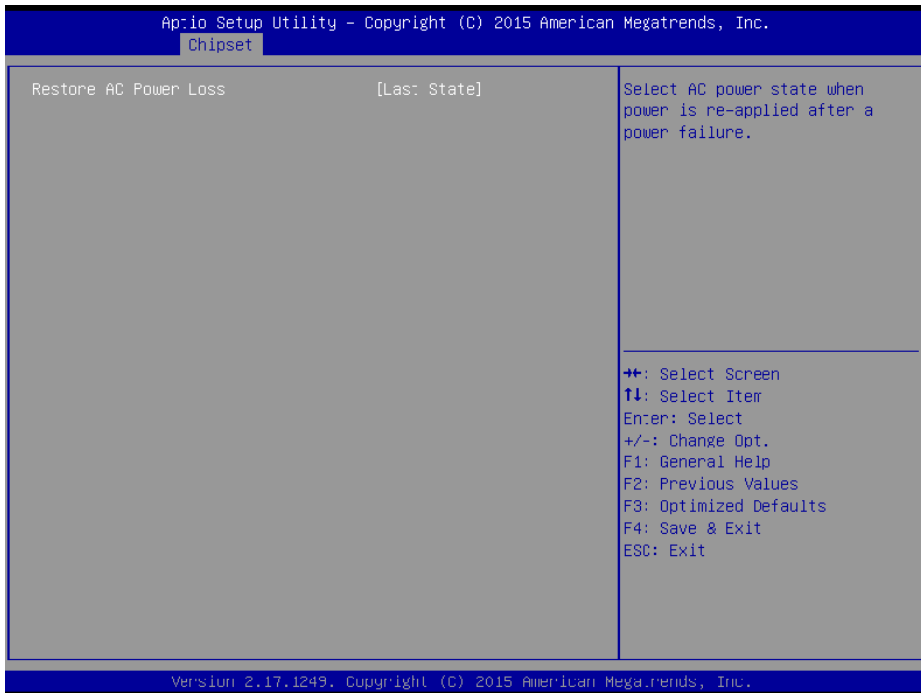 Aptio Setup Utility – Copyright (C) 2015 American Megatrends, Inc.
Chipset
Restore AC Power Loss [Last State]
Select AC power state when
power is re-applied after a
power failure.
→←: Select Screen
↑↓: Select Item
Enter: Select
+/-: Change Opt.
F1: General Help
F2: Previous Values
F3: Optimized Defaults
F4: Save & Exit
ESC: Exit
Version 2.17.1249. Copyright (C) 2015 American Megatrends, Inc.